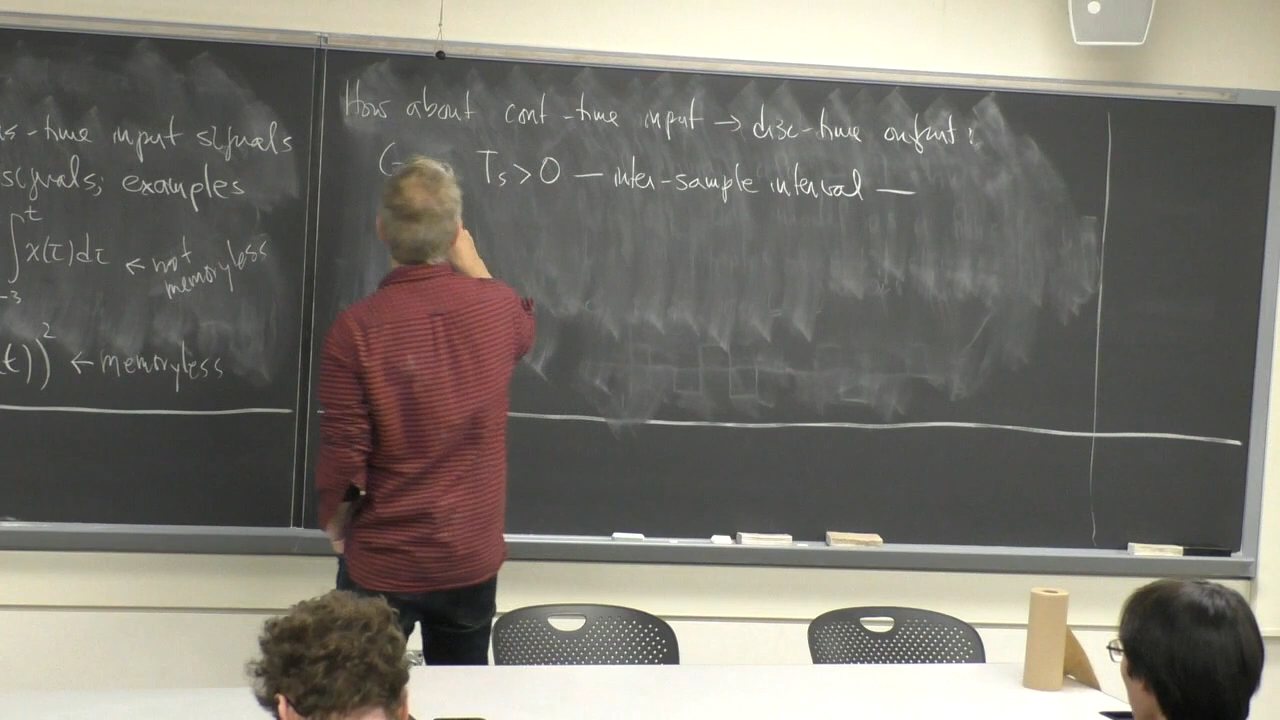 s-time input signals
signals; examples
∫_{-3}^{t} x(τ)dτ ← not memoryless
(t))² ← memoryless
How about cont-time input → disc-time output:
T_s > 0 — inter-sample interval —